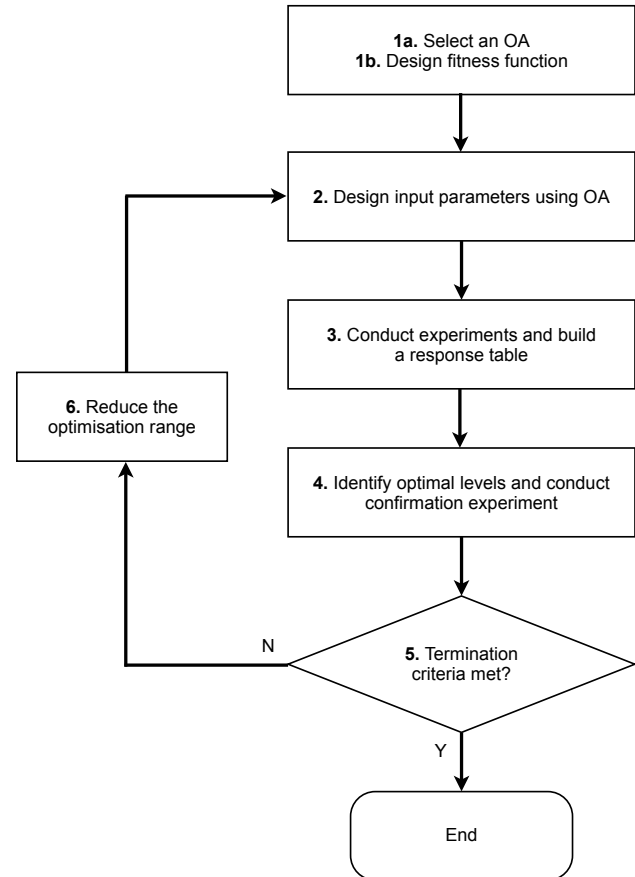 1a. Select an OA
1b. Design fitness function
2. Design input parameters using OA
3. Conduct experiments and build
a response table
6. Reduce the
optimisation range
4. Identify optimal levels and conduct
confirmation experiment
N
5. Termination
criteria met?
Y
End